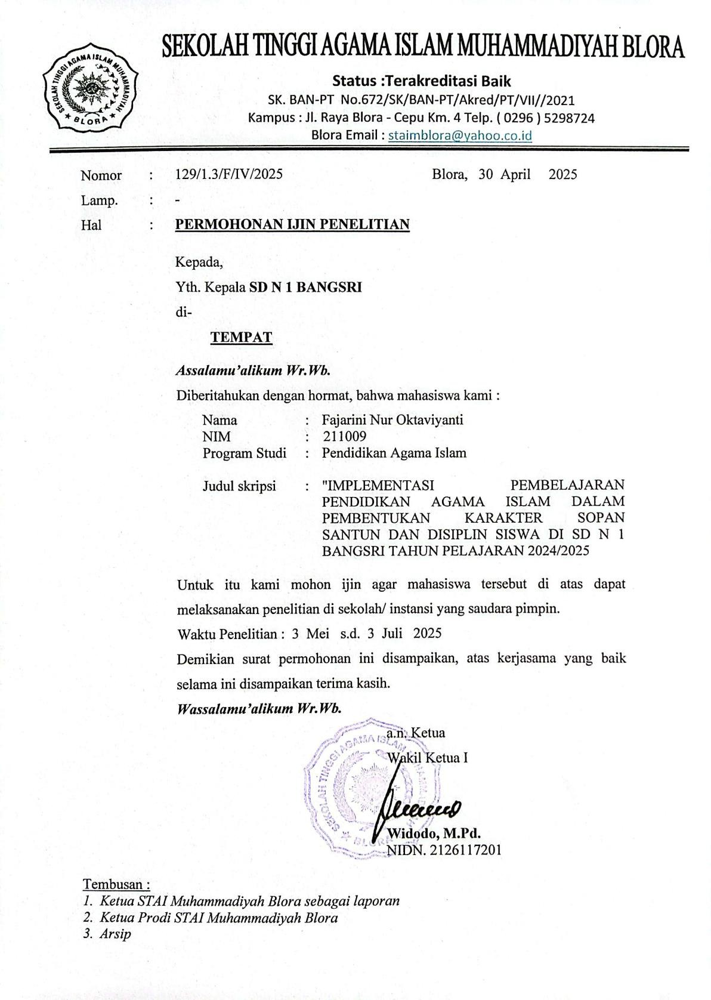 SEKOLAH TINGGI AGAMA ISLAM MUHAMMADIYAH BLORA
SEKOLAH TINGGI AGAMA ISLAM MUHAMMADIYAH
★ BLORA ★
Status :Terakreditasi Baik
SK. BAN-PT No.672/SK/BAN-PT/Akred/PT/VII//2021
Kampus : Jl. Raya Blora - Cepu Km. 4 Telp. ( 0296 ) 5298724
Blora Email : staimblora@yahoo.co.id
Nomor : 129/1.3/F/IV/2025 Blora, 30 April 2025
Lamp. : -
Hal : PERMOHONAN IJIN PENELITIAN
Kepada,
Yth. Kepala SD N 1 BANGSRI
di-
TEMPAT
Assalamu'alikum Wr.Wb.
Diberitahukan dengan hormat, bahwa mahasiswa kami :
Nama : Fajarini Nur Oktaviyanti
NIM : 211009
Program Studi : Pendidikan Agama Islam
Judul skripsi : "IMPLEMENTASI PEMBELAJARAN
PENDIDIKAN AGAMA ISLAM DALAM
PEMBENTUKAN KARAKTER SOPAN
SANTUN DAN DISIPLIN SISWA DI SD N 1
BANGSRI TAHUN PELAJARAN 2024/2025
Untuk itu kami mohon ijin agar mahasiswa tersebut di atas dapat
melaksanakan penelitian di sekolah/ instansi yang saudara pimpin.
Waktu Penelitian : 3 Mei s.d. 3 Juli 2025
Demikian surat permohonan ini disampaikan, atas kerjasama yang baik
selama ini disampaikan terima kasih.
Wassalamu'alikum Wr.Wb.
a.n. Ketua
Wakil Ketua I
SEKOLAH TINGGI AGAMA ISLAM
★ BLORA
Widodo, M.Pd.
NIDN. 2126117201
Tembusan :
1. Ketua STAI Muhammadiyah Blora sebagai laporan
2. Ketua Prodi STAI Muhammadiyah Blora
3. Arsip